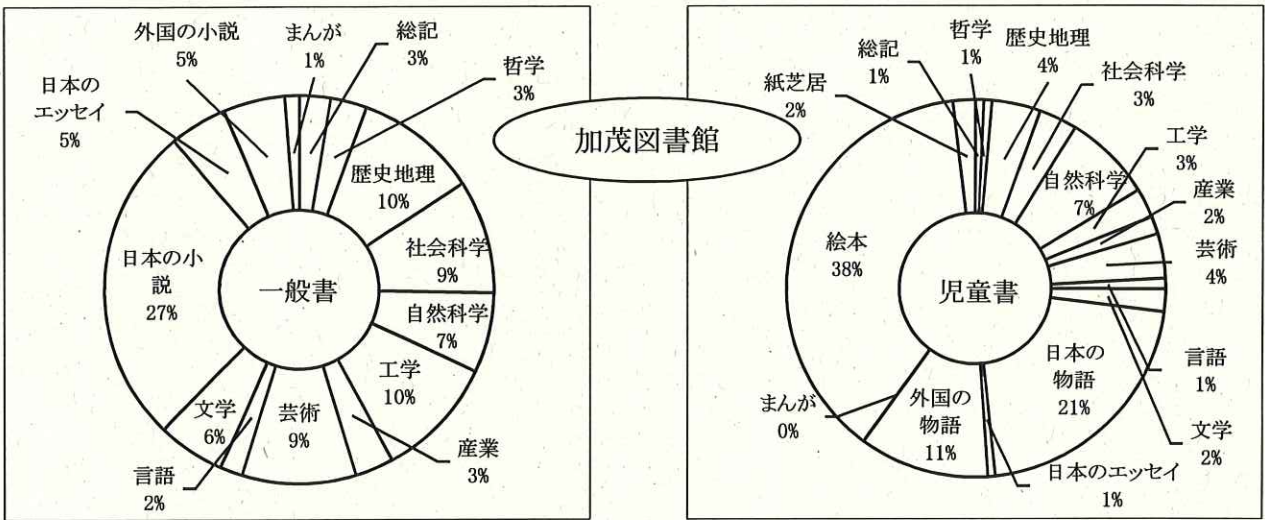 加茂図書館
一般書
まんが
1%
総記
3%
哲学
3%
歴史地理
10%
社会科学
9%
自然科学
7%
工学
10%
産業
3%
芸術
9%
言語
2%
文学
6%
日本の小
説
27%
日本の
エッセイ
5%
外国の小説
5%
児童書
総記
1%
哲学
1%
歴史地理
4%
社会科学
3%
自然科学
7%
工学
3%
産業
2%
芸術
4%
言語
1%
文学
2%
日本の
物語
21%
日本のエッセイ
1%
外国の
物語
11%
まんが
0%
絵本
38%
紙芝居
2%